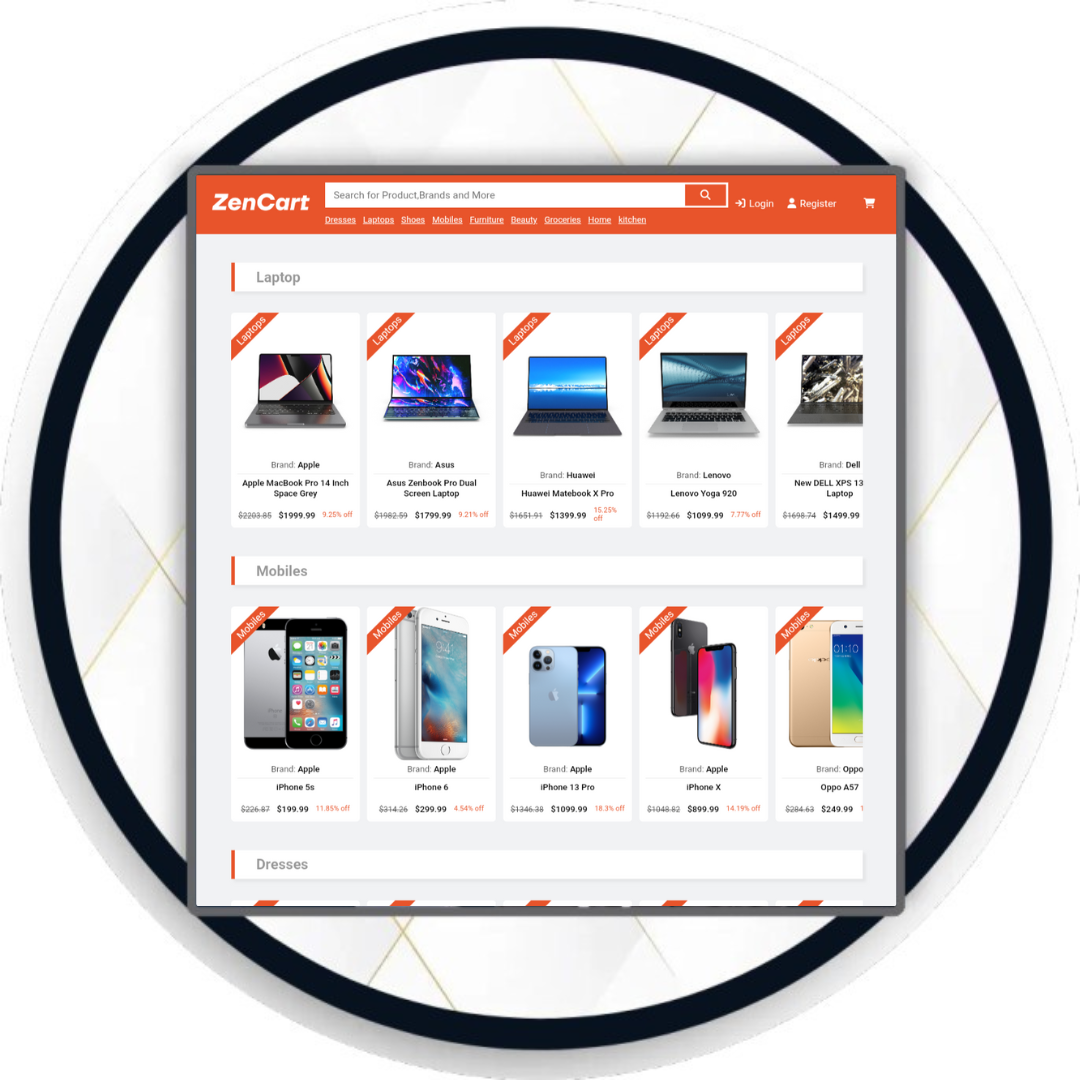 ZenCart
Search for Product,Brands and More
Login
Register
Dresses Laptops Shoes Mobiles Furniture Beauty Groceries Home kitchen
Laptop
Laptops
Laptops
Laptops
Laptops
Laptops
Brand: Apple
Brand: Asus
Brand: Huawei
Brand: Lenovo
Brand: Dell
Apple MacBook Pro 14 Inch
Space Grey
Asus Zenbook Pro Dual
Screen Laptop
Huawei Matebook X Pro
Lenovo Yoga 920
New DELL XPS 13
Laptop
$2203.85 $1999.99 9.25% off
$1982.59 $1799.99 9.21% off
$1651.91 $1399.99 15.25%
off
$1192.66 $1099.99 7.77% off
$1698.74 $1499.99
Mobiles
Mobiles
Mobiles
Mobiles
Mobiles
Mobiles
9:41
01:10
Brand: Apple
Brand: Apple
Brand: Apple
Brand: Apple
Brand: Oppo
iPhone 5s
iPhone 6
iPhone 13 Pro
iPhone X
Oppo A57
$226.87 $199.99 11.85% off
$314.26 $299.99 4.54% off
$1346.38 $1099.99 18.3% off
$1048.82 $899.99 14.19% off
$284.63 $249.99
Dresses